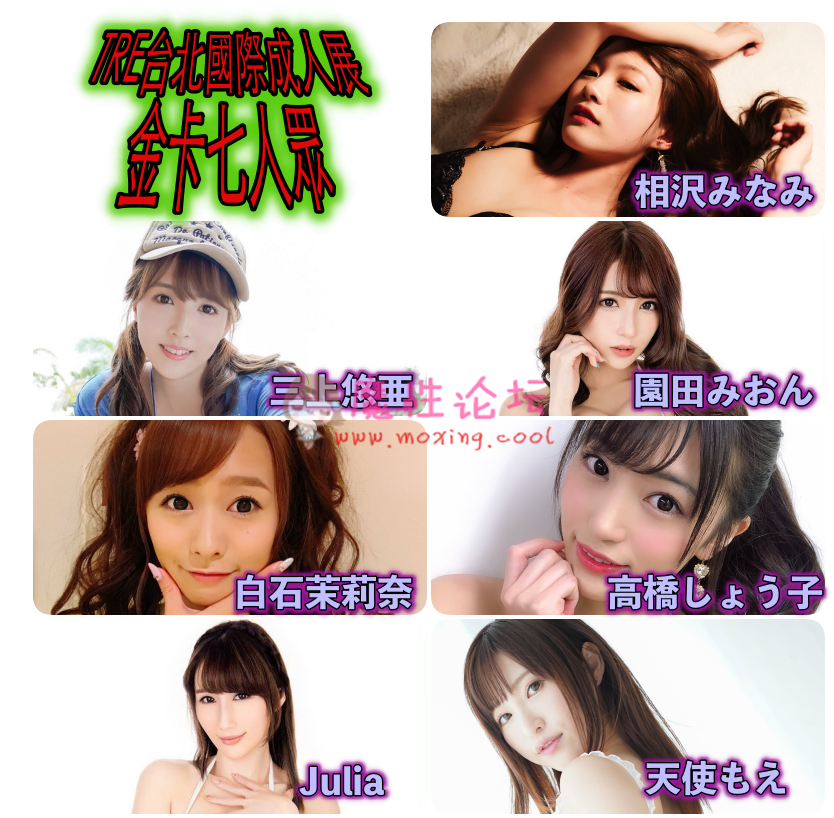 TRE台北國際成人展
金卡七人眾
相沢みなみ
三上悠亜
園田みおん
魔性论坛
www.moxing.cool
白石茉莉奈
高橋しょう子
Julia
天使もえ